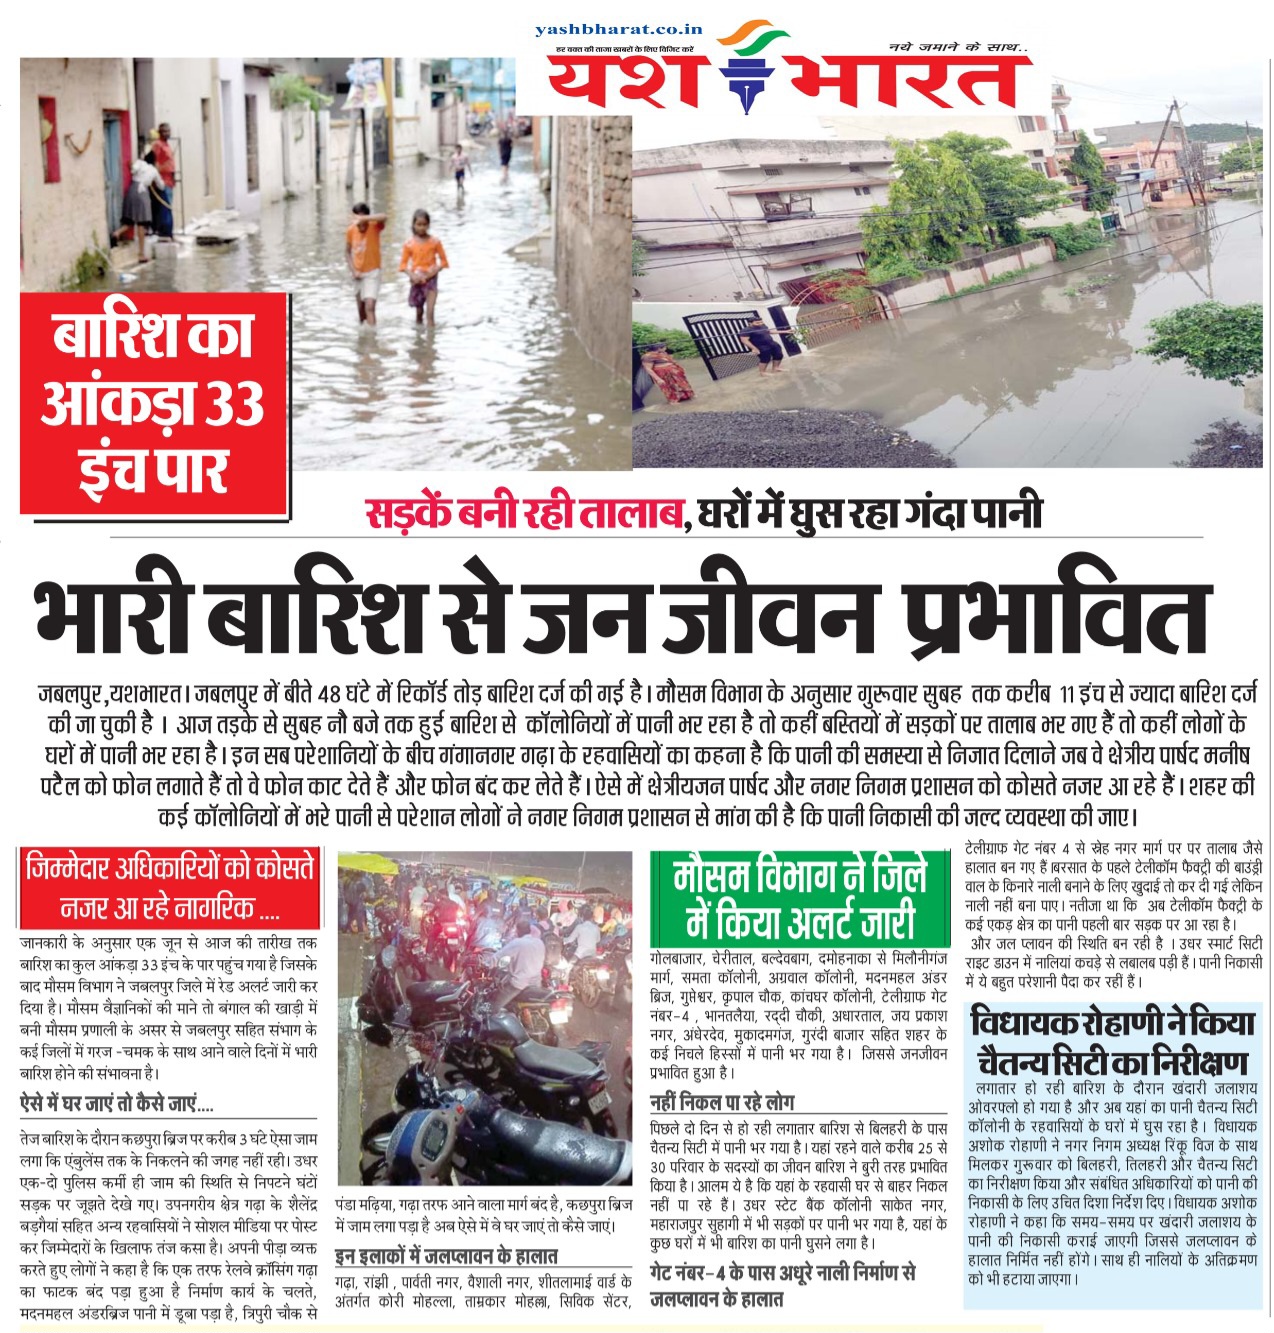 yashbharat.co.in
हर वक्त की ताजा खबरों के लिए विजिट करें
नये जमाने के साथ..
यश भारत
बारिश का
आंकड़ा 33
इंच पार
सड़कें बनी रही तालाब, घरों में घुस रहा गंदा पानी
भारी बारिश से जन जीवन प्रभावित
जबलपुर,यशभारत। जबलपुर में बीते 48 घंटे में रिकॉर्ड तोड़ बारिश दर्ज की गई है। मौसम विभाग के अनुसार गुरूवार सुबह तक करीब 11 इंच से ज्यादा बारिश दर्ज
की जा चुकी है । आज तड़के से सुबह नौ बजे तक हुई बारिश से कॉलोनियों में पानी भर रहा है तो कहीं बस्तियों में सड़कों पर तालाब भर गए हैं तो कहीं लोगों के
घरों में पानी भर रहा है। इन सब परेशानियों के बीच गंगानगर गढ़ा के रहवासियों का कहना है कि पानी की समस्या से निजात दिलाने जब वे क्षेत्रीय पार्षद मनीष
पटैल को फोन लगाते हैं तो वे फोन काट देते हैं और फोन बंद कर लेते हैं। ऐसे में क्षेत्रीयजन पार्षद और नगर निगम प्रशासन को कोसते नजर आ रहे हैं। शहर की
कई कॉलोनियों में भरे पानी से परेशान लोगों ने नगर निगम प्रशासन से मांग की है कि पानी निकासी की जल्द व्यवस्था की जाए।
जिम्मेदार अधिकारियों को कोसते
नजर आ रहे नागरिक ....
जानकारी के अनुसार एक जून से आज की तारीख तक
बारिश का कुल आंकड़ा 33 इंच के पार पहुंच गया है जिसके
बाद मौसम विभाग ने जबलपुर जिले में रेड अलर्ट जारी कर
दिया है। मौसम वैज्ञानिकों की माने तो बंगाल की खाड़ी में
बनी मौसम प्रणाली के असर से जबलपुर सहित संभाग के
कई जिलों में गरज -चमक के साथ आने वाले दिनों में भारी
बारिश होने की संभावना है।
ऐसे में घर जाएं तो कैसे जाएं....
तेज बारिश के दौरान कछपुरा ब्रिज पर करीब 3 घटे ऐसा जाम
लगा कि एंबुलेंस तक के निकलने की जगह नहीं रही। उधर
एक-दो पुलिस कर्मी ही जाम की स्थिति से निपटने घंटों
सड़क पर जूझते देखे गए। उपनगरीय क्षेत्र गढ़ा के शैलेंद्र
बड़गैयां सहित अन्य रहवासियों ने सोशल मीडिया पर पोस्ट
कर जिम्मेदारों के खिलाफ तंज कसा है। अपनी पीड़ा व्यक्त
करते हुए लोगों ने कहा है कि एक तरफ रेलवे क्रॉसिंग गढ़ा
का फाटक बंद पड़ा हुआ है निर्माण कार्य के चलते,
मदनमहल अंडरब्रिज पानी में डूबा पड़ा है, त्रिपुरी चौक से
पंडा मढ़िया, गढ़ा तरफ आने वाला मार्ग बंद है, कछपुरा ब्रिज
में जाम लगा पड़ा है अब ऐसे में वे घर जाएं तो कैसे जाएं।
इन इलाकों में जलप्लावन के हालात
गढ़ा, रांझी , पार्वती नगर, वैशाली नगर, शीतलामाई वार्ड के
अंतर्गत कोरी मोहल्ला, ताम्रकार मोहल्ला, सिविक सेंटर,
मौसम विभाग ने जिले
में किया अलर्ट जारी
गोलबाजार, चेरीताल, बल्देवबाग, दमोहनाका से मिलौनीगंज
मार्ग, समता कॉलोनी, अग्रवाल कॉलोनी, मदनमहल अंडर
ब्रिज, गुप्तेश्वर, कृपाल चौक, कांचघर कॉलोनी, टेलीग्राफ गेट
नंबर-4 , भानतलैया, रद्दी चौकी, अधारताल, जय प्रकाश
नगर, अंधेरदेव, मुकादमगंज, गुरंदी बाजार सहित शहर के
कई निचले हिस्सों में पानी भर गया है। जिससे जनजीवन
प्रभावित हुआ है।
नहीं निकल पा रहे लोग
पिछले दो दिन से हो रही लगातार बारिश से बिलहरी के पास
चैतन्य सिटी में पानी भर गया है। यहां रहने वाले करीब 25 से
30 परिवार के सदस्यों का जीवन बारिश ने बुरी तरह प्रभावित
किया है। आलम ये है कि यहां के रहवासी घर से बाहर निकल
नहीं पा रहे हैं। उधर स्टेट बैंक कॉलोनी साकेत नगर,
महाराजपुर सुहागी में भी सड़कों पर पानी भर गया है, यहां के
कुछ घरों में भी बारिश का पानी घुसने लगा है।
गेट नंबर-4 के पास अधूरे नाली निर्माण से
जलप्लावन के हालात
टेलीग्राफ गेट नंबर 4 से स्नेह नगर मार्ग पर पर तालाब जैसे
हालात बन गए हैं।बरसात के पहले टेलीकॉम फैक्ट्री की बाउंड्री
वाल के किनारे नाली बनाने के लिए खुदाई तो कर दी गई लेकिन
नाली नहीं बना पाए। नतीजा था कि अब टेलीकॉम फैक्ट्री के
कई एकड़ क्षेत्र का पानी पहली बार सड़क पर आ रहा है।
और जल प्लावन की स्थिति बन रही है । उधर स्मार्ट सिटी
राइट डाउन में नालियां कचड़े से लबालब पड़ी हैं। पानी निकासी
में ये बहुत परेशानी पैदा कर रहीं हैं।
विधायक रोहाणी ने किया
चैतन्य सिटी का निरीक्षण
लगातार हो रही बारिश के दौरान खंदारी जलाशय
ओवरफ्लो हो गया है और अब यहां का पानी चैतन्य सिटी
कॉलोनी के रहवासियों के घरों में घुस रहा है। विधायक
अशोक रोहाणी ने नगर निगम अध्यक्ष रिंकू विज के साथ
मिलकर गुरूवार को बिलहरी, तिलहरी और चैतन्य सिटी
का निरीक्षण किया और संबंधित अधिकारियों को पानी की
निकासी के लिए उचित दिशा निर्देश दिए। विधायक अशोक
रोहाणी ने कहा कि समय-समय पर खंदारी जलाशय के
पानी की निकासी कराई जाएगी जिससे जलप्लावन के
हालात निर्मित नहीं होंगे। साथ ही नालियों के अतिक्रमण
को भी हटाया जाएगा।